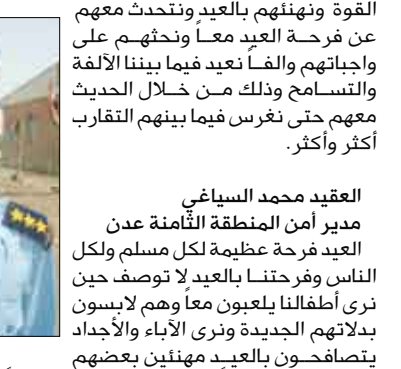 القوة ونهنئهم بالعيد ونتحدث معهم
عن فرحة العيد معاً ونحثهم على
واجباتهم والفاً نعيد فيما بيننا الألفة
والتسامح وذلك من خلال الحديث
معهم حتى نغرس فيما بينهم التقارب
أكثر وأكثر.
العقيد محمد السياغي
مدير أمن المنطقة الثامنة عدن
العيد فرحة عظيمة لكل مسلم ولكل
الناس وفرحتنا بالعيد لا توصف حين
نرى أطفالنا يلعبون معاً وهم لابسون
بدلاتهم الجديدة ونرى الآباء والأجداد
يتصافحون بالعيد مهنئين بعضهم